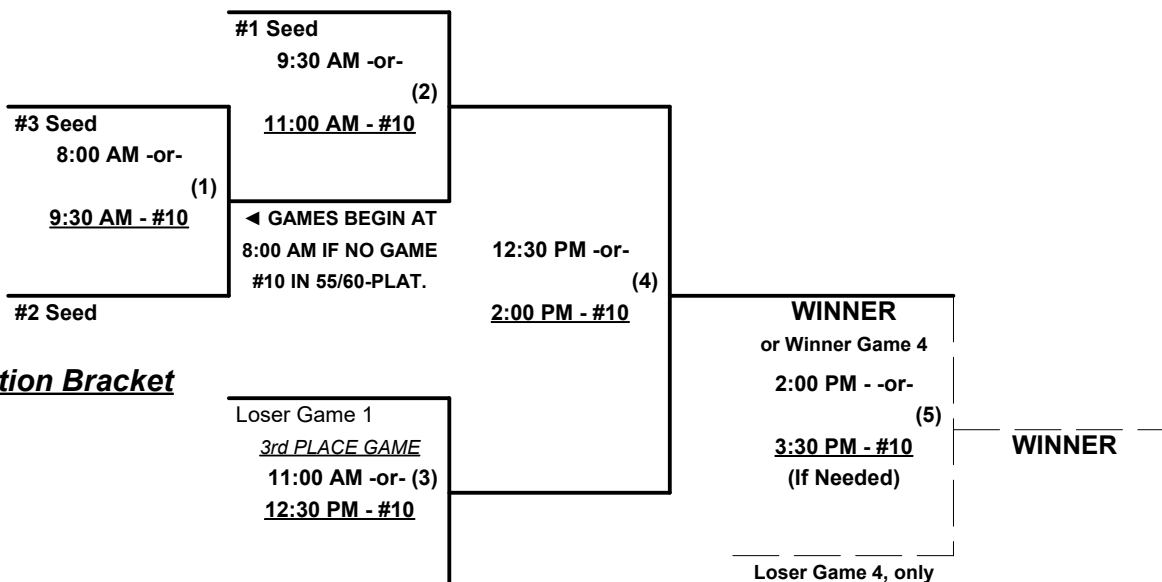 #1 Seed
9:30 AM -or-
(2)
11:00 AM - #10
#3 Seed
8:00 AM -or-
(1)
9:30 AM - #10
◄ GAMES BEGIN AT
8:00 AM IF NO GAME
#10 IN 55/60-PLAT.
#2 Seed
12:30 PM -or-
(4)
2:00 PM - #10
WINNER
or Winner Game 4
2:00 PM - -or-
(5)
3:30 PM - #10
(If Needed)
WINNER
tion Bracket
Loser Game 1
3rd PLACE GAME
11:00 AM -or- (3)
12:30 PM - #10
Loser Game 4, only